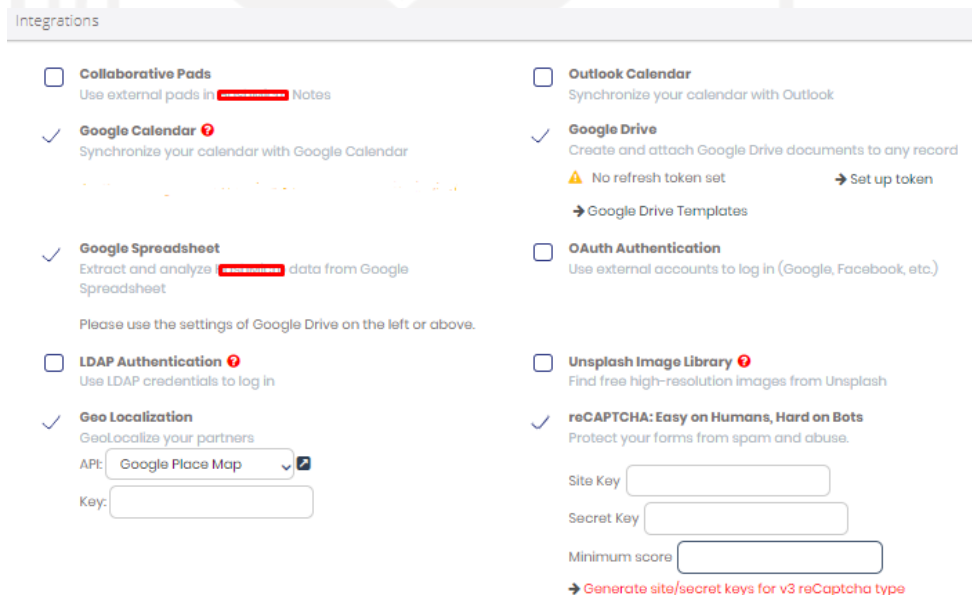 Integrations
Collaborative Pads
Use external pads in Notes
Outlook Calendar
Synchronize your calendar with Outlook
Google Calendar ?
Synchronize your calendar with Google Calendar
Google Drive
Create and attach Google Drive documents to any record
No refresh token set
➔ Set up token
➔ Google Drive Templates
Google Spreadsheet
Extract and analyze data from Google
Spreadsheet
Please use the settings of Google Drive on the left or above.
OAuth Authentication
Use external accounts to log in (Google, Facebook, etc.)
LDAP Authentication ?
Use LDAP credentials to log in
Unsplash Image Library ?
Find free high-resolution images from Unsplash
Geo Localization
GeoLocalize your partners
API: Google Place Map
Key:
reCAPTCHA: Easy on Humans, Hard on Bots
Protect your forms from spam and abuse.
Site Key
Secret Key
Minimum score
➔ Generate site/secret keys for v3 reCaptcha type